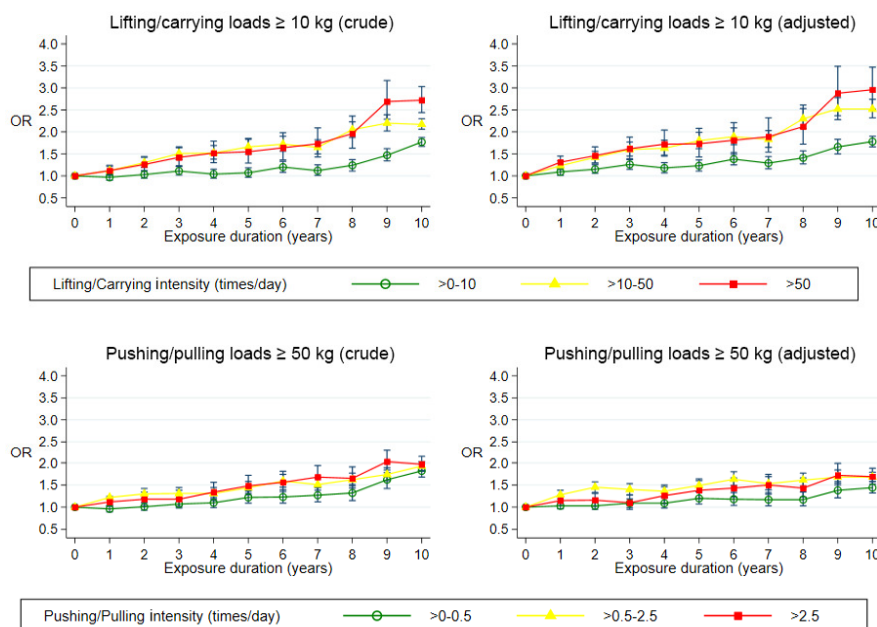 Lifting/carrying loads ≥ 10 kg (crude)
4.0
3.5
3.0
2.5
OR
2.0
1.5
1.0
0.5
0 1 2 3 4 5 6 7 8 9 10
Exposure duration (years)
Lifting/carrying loads ≥ 10 kg (adjusted)
4.0
3.5
3.0
2.5
OR
2.0
1.5
1.0
0.5
0 1 2 3 4 5 6 7 8 9 10
Exposure duration (years)
Lifting/Carrying intensity (times/day) >0-10 >10-50 >50
Pushing/pulling loads ≥ 50 kg (crude)
4.0
3.5
3.0
2.5
OR
2.0
1.5
1.0
0.5
0 1 2 3 4 5 6 7 8 9 10
Exposure duration (years)
Pushing/pulling loads ≥ 50 kg (adjusted)
4.0
3.5
3.0
2.5
OR
2.0
1.5
1.0
0.5
0 1 2 3 4 5 6 7 8 9 10
Exposure duration (years)
Pushing/Pulling intensity (times/day) >0-0.5 >0.5-2.5 >2.5